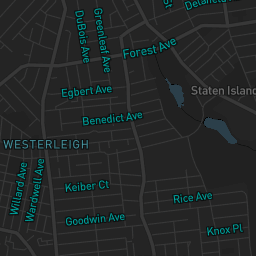 Delafield
DuBois Ave
Greenleaf Ave
Forest Ave
Egbert Ave
Staten Island
Benedict Ave
WESTERLEIGH
Willard Ave
Wardwell Ave
Keiber Ct
Rice Ave
Goodwin Ave
Knox Pl